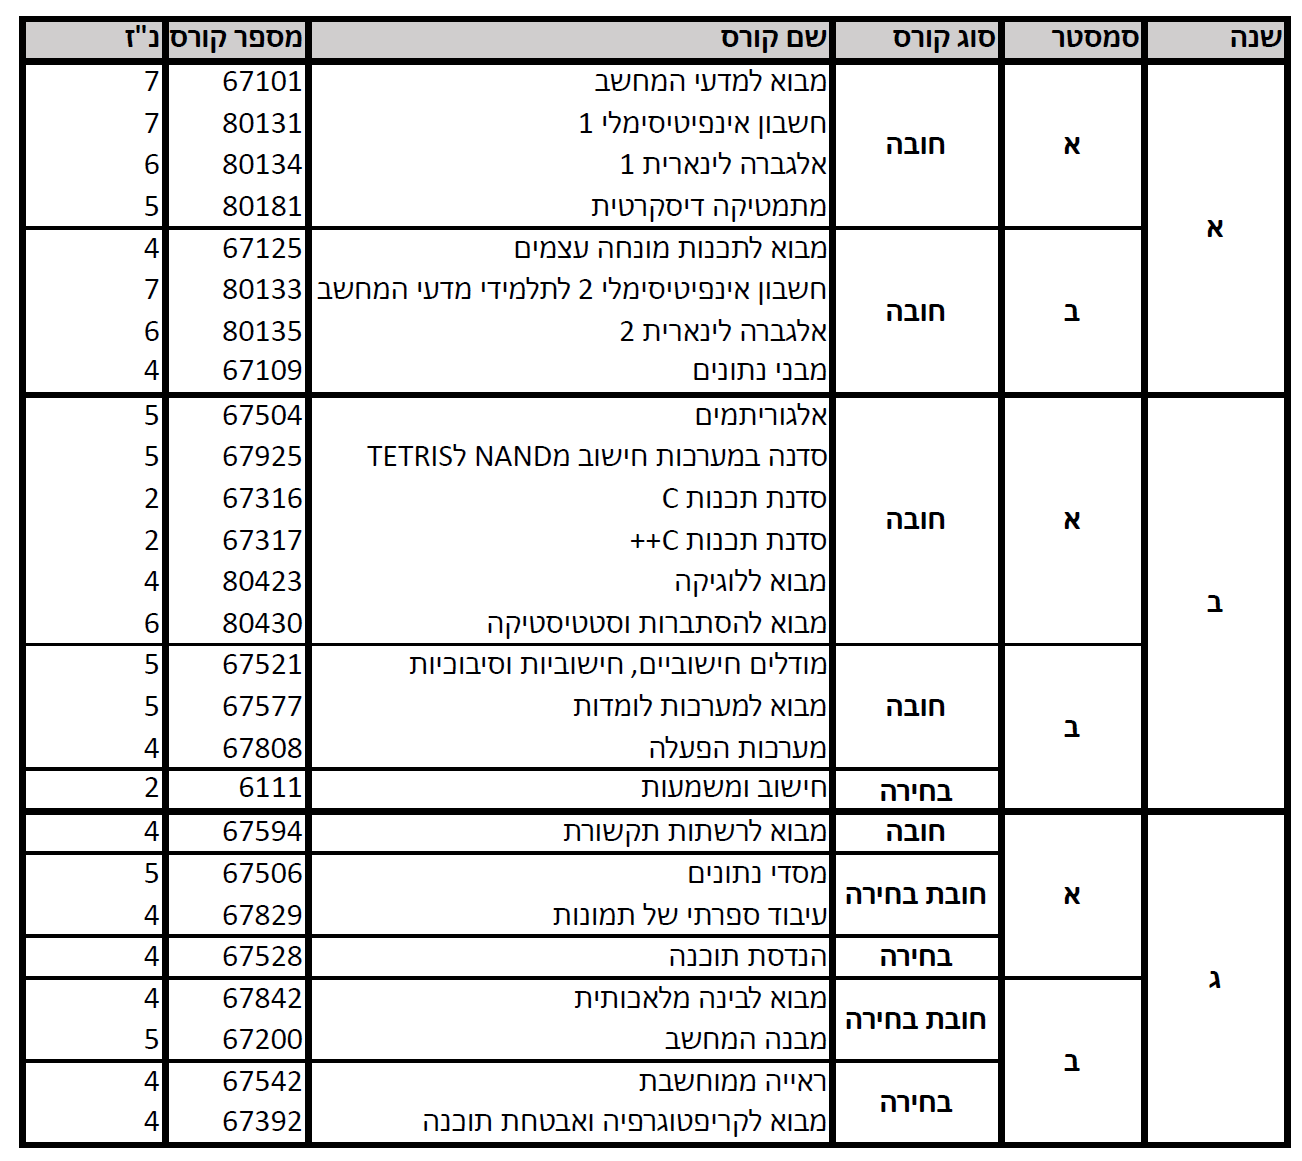 שנה סמסטר סוג קורס שם קורס מספר קורס נ"ז
א א חובה מבוא למדעי המחשב 67101 7
חשבון אינפיטיסימלי 1 80131 7
אלגברה לינארית 1 80134 6
מתמטיקה דיסקרטית 80181 5
ב חובה מבוא לתכנות מונחה עצמים 67125 4
חשבון אינפיטיסימלי 2 לתלמידי מדעי המחשב 80133 7
אלגברה לינארית 2 80135 6
מבני נתונים 67109 4
ב א חובה אלגוריתמים 67504 5
סדנה במערכות חישוב מNAND לTETRIS 67925 5
סדנת תכנות C 67316 2
סדנת תכנות C++ 67317 2
מבוא ללוגיקה 80423 4
מבוא להסתברות וסטטיסטיקה 80430 6
ב חובה מודלים חישוביים, חישוביות וסיבוכיות 67521 5
מבוא למערכות לומדות 67577 5
מערכות הפעלה 67808 4
בחירה חישוב ומשמעות 6111 2
ג א חובה מבוא לרשתות תקשורת 67594 4
חובת בחירה מסדי נתונים 67506 5
עיבוד ספרתי של תמונות 67829 4
בחירה הנדסת תוכנה 67528 4
ב חובת בחירה מבוא לבינה מלאכותית 67842 4
מבנה המחשב 67200 5
בחירה ראייה ממוחשבת 67542 4
מבוא לקריפטוגרפיה ואבטחת תוכנה 67392 4